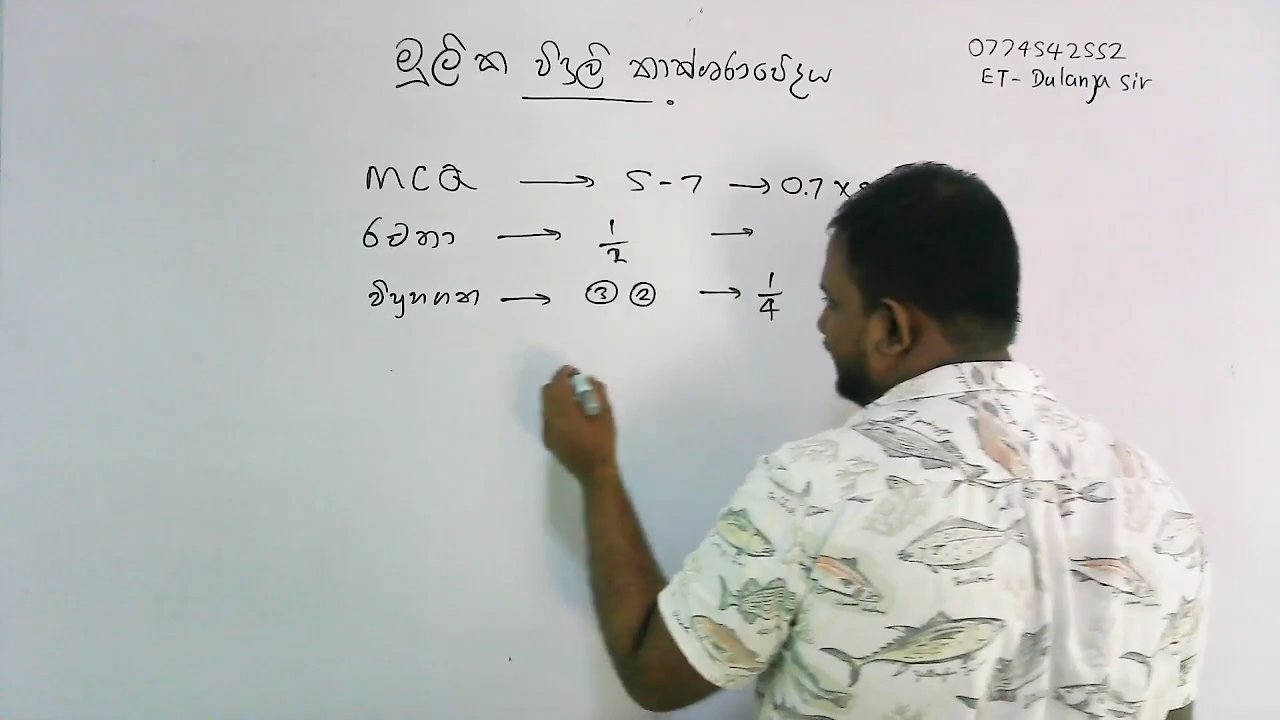 මූලික විදුලි තාක්ෂණවේදය
0774542552
ET- Dulanja Sir
MCQ → 5-7 → 0.7 x
රචනා → 1/2 →
ව්‍යුහගත → ③ ② → 1/4